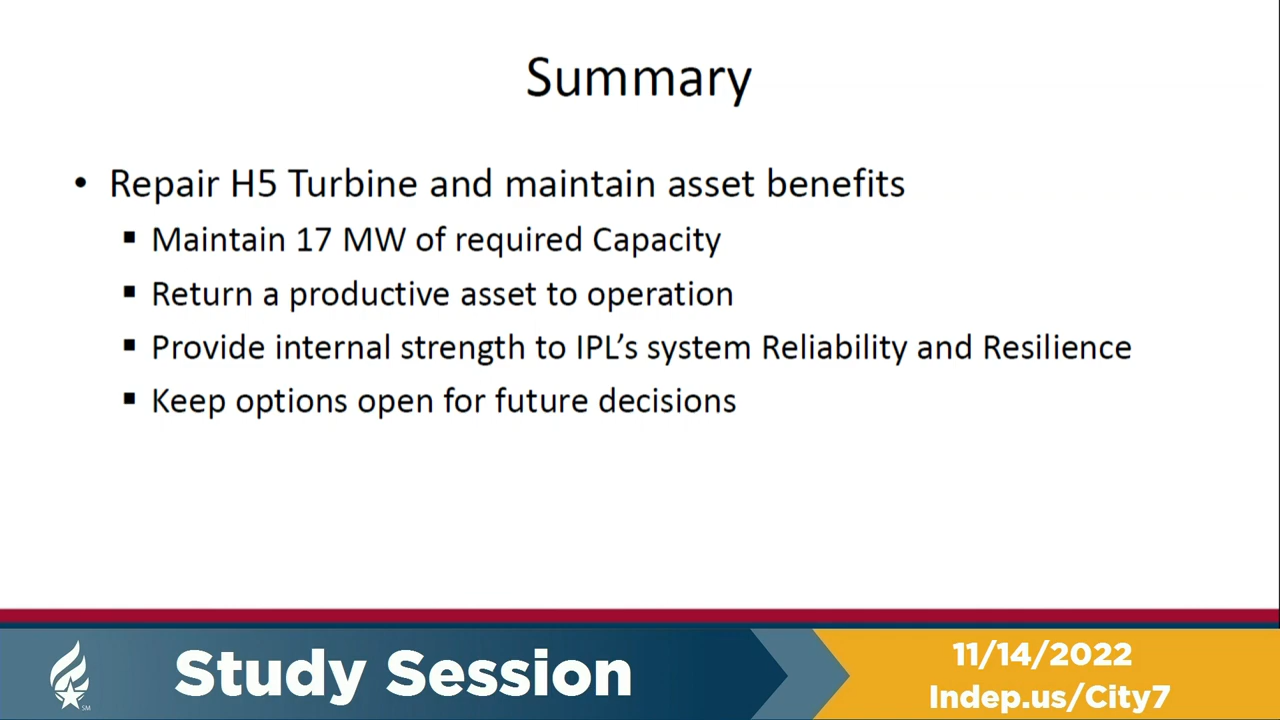 Summary
• Repair H5 Turbine and maintain asset benefits
▪ Maintain 17 MW of required Capacity
▪ Return a productive asset to operation
▪ Provide internal strength to IPL’s system Reliability and Resilience
▪ Keep options open for future decisions
Study Session
11/14/2022
Indep.us/City7
SM